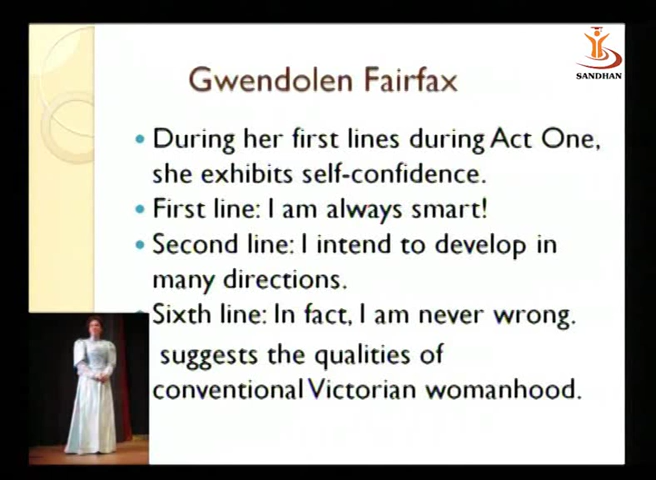 SANDHAN
Gwendolen Fairfax
During her first lines during Act One,
she exhibits self-confidence.
First line: I am always smart!
Second line: I intend to develop in
many directions.
Sixth line: In fact, I am never wrong.
suggests the qualities of
conventional Victorian womanhood.